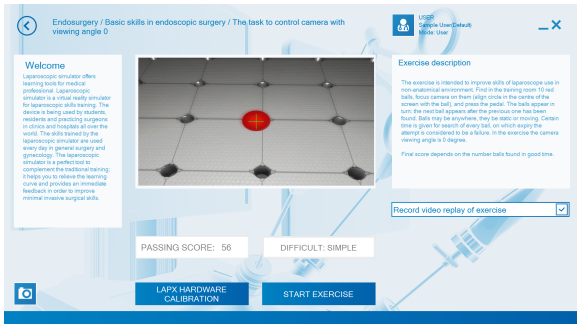 Endosurgery / Basic skills in endoscopic surgery / The task to control camera with
viewing angle 0
USER
Sample User(Default)
Mode: User
Welcome
Laparoscopic simulator offers
learning tools for medical
professional. Laparoscopic
simulator is a virtual reality simulator
for laparoscopic skills training. The
device is being used by students,
residents and practicing surgeons
in clinics and hospitals all over the
world. The skills trained by the
laparoscopic simulator are used
every day in general surgery and
gynecology. The laparoscopic
simulator is a perfect tool to
complement the traditional training;
it helps you to relieve the learning
curve and provides an immediate
feedback in order to improve
minimal invasive surgical skills.
Exercise description
The exercise is intended to improve skills of laparoscope use in
non-anatomical environment. Find in the training room 10 red
balls, focus camera on them (align circle in the centre of the
screen with the ball), and press the pedal. The balls appear in
turn; the next ball appears after the previous one has been
found. Balls may be anywhere, they be static or moving. Certain
time is given for search of every ball, on which expiry the
attempt is considered to be a failure. In the exercise the camera
viewing angle is 0 degree.
Final score depends on the number balls found in good time.
Record video replay of exercise
PASSING SCORE: 56
DIFFICULT: SIMPLE
LAPX HARDWARE
CALIBRATION
START EXERCISE